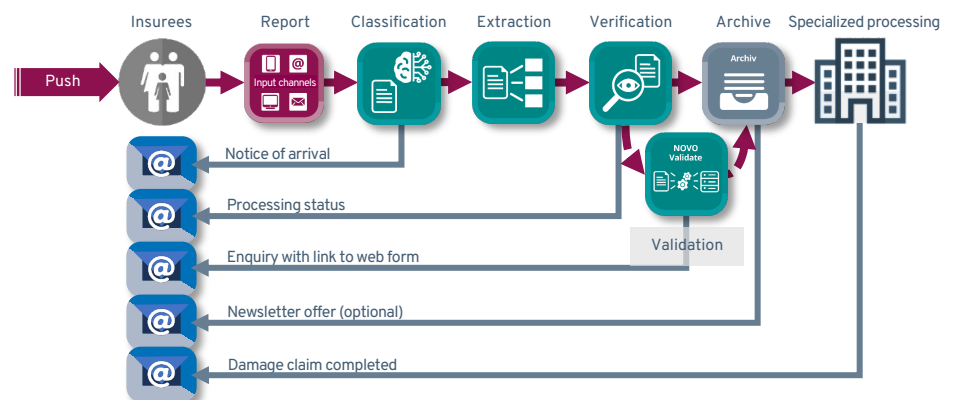 Insurees
Report
Classification
Extraction
Verification
Archive
Specialized processing
Push
@
Input channels
Archiv
NOVO
Validate
@
Notice of arrival
@
Processing status
Validation
@
Enquiry with link to web form
@
Newsletter offer (optional)
@
Damage claim completed